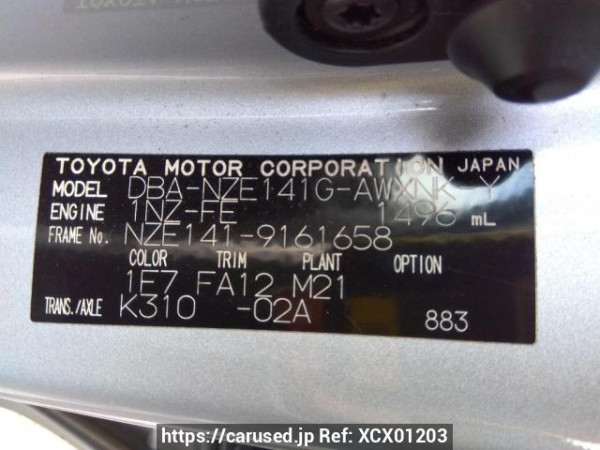 TOYOTA MOTOR CORPORATION JAPAN
MODEL DBA-NZE141G-AWXNK Y
ENGINE 1NZ-FE 1496 mL
FRAME No. NZE141-9161658
COLOR TRIM PLANT OPTION
1E7 FA12 M21
TRANS./AXLE K310 -02A 883
https://carused.jp Ref: XCX01203